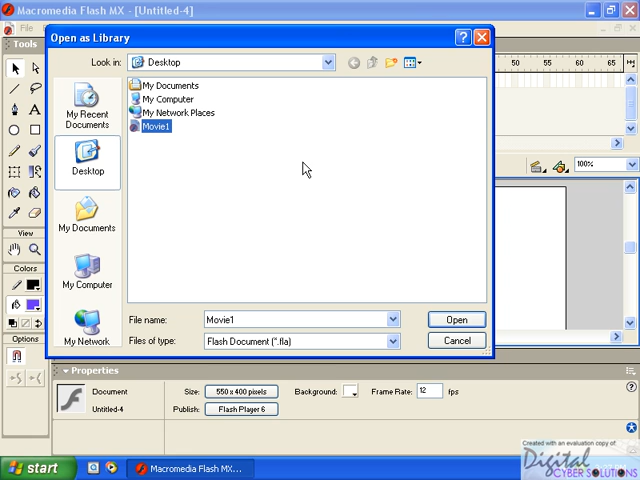 Macromedia Flash MX - [Untitled-4]
File
Tools
Open as Library
Look in:
Desktop
My Recent
Documents
Desktop
My Documents
My Computer
My Network
My Documents
My Computer
My Network Places
Movie1
File name:
Movie1
Open
Files of type:
Flash Document (*.fla)
Cancel
View
Colors
Options
50 55 60 65
100%
Properties
Document
Untitled-4
Size:
550 x 400 pixels
Background:
Frame Rate:
12
fps
Publish:
Flash Player 6
start
Macromedia Flash MX...
Created with an evaluation copy of:
Digital
CYBER SOLUTIONS